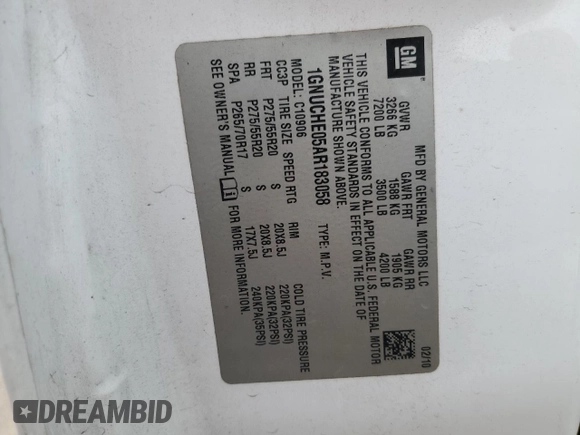 GM
MFD BY GENERAL MOTORS LLC
02/10
GVWR GAWR FRT GAWR RR
3266 KG 1588 KG 1905 KG
7200 LB 3500 LB 4200 LB
THIS VEHICLE CONFORMS TO ALL APPLICABLE U.S. FEDERAL MOTOR
VEHICLE SAFETY STANDARDS IN EFFECT ON THE DATE OF
MANUFACTURE SHOWN ABOVE.
1GNUCHE05AR183058 TYPE: M.P.V.
C10906
CC3P TIRE SIZE SPEED RTG RIM COLD TIRE PRESSURE
FRT P275/55R20 S 20X8.5J 220KPA(32PSI)
RR P275/55R20 S 20X8.5J 220KPA(32PSI)
SPA P265/70R17 S 17X7.5J 240KPA(35PSI)
SEE OWNER'S MANUAL FOR MORE INFORMATION.
DREAMBID